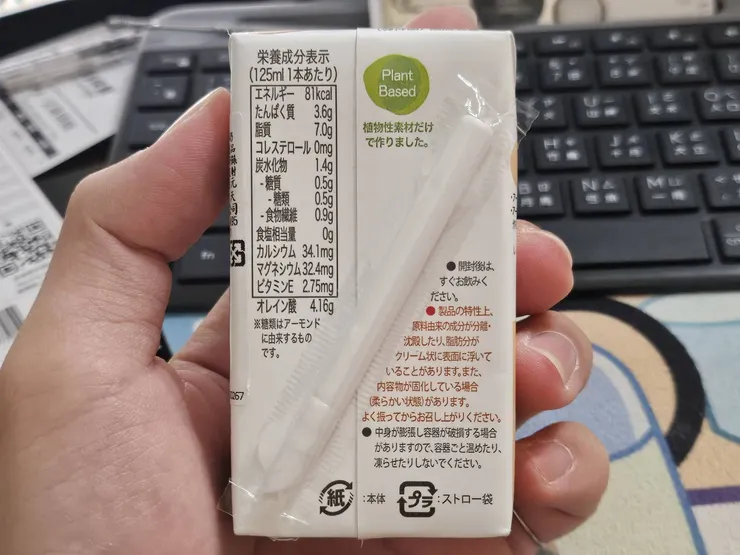 栄養成分表示
(125ml 1本あたり)
エネルギー 81kcal
たんぱく質 3.6g
脂質 7.0g
コレステロール 0mg
炭水化物 1.4g
-糖質 0.5g
-糖類 0.5g
-食物繊維 0.9g
食塩相当量 0g
カルシウム 34.1mg
マグネシウム 32.4mg
ビタミンE 2.75mg
オレイン酸 4.16g
※糖類はアーモンド
に由来するもの
です。
Plant
Based
植物性素材だけ
で作りました。
●開封後は、
すぐお飲みく
ださい。
●製品の特性上、
原料由来の成分が分離・
沈殿したり、脂肪分が
クリーム状に表面に浮いて
いることがあります。また、
内容物が固化している場合
(柔らかい状態)があります。
よく振ってからお召し上がりください。
●中身が膨張し容器が破損する場合
がありますので、容器ごと温めたり、
凍らせたりしないでください。
紙 :本体
プラ :ストロー袋
B
N
M